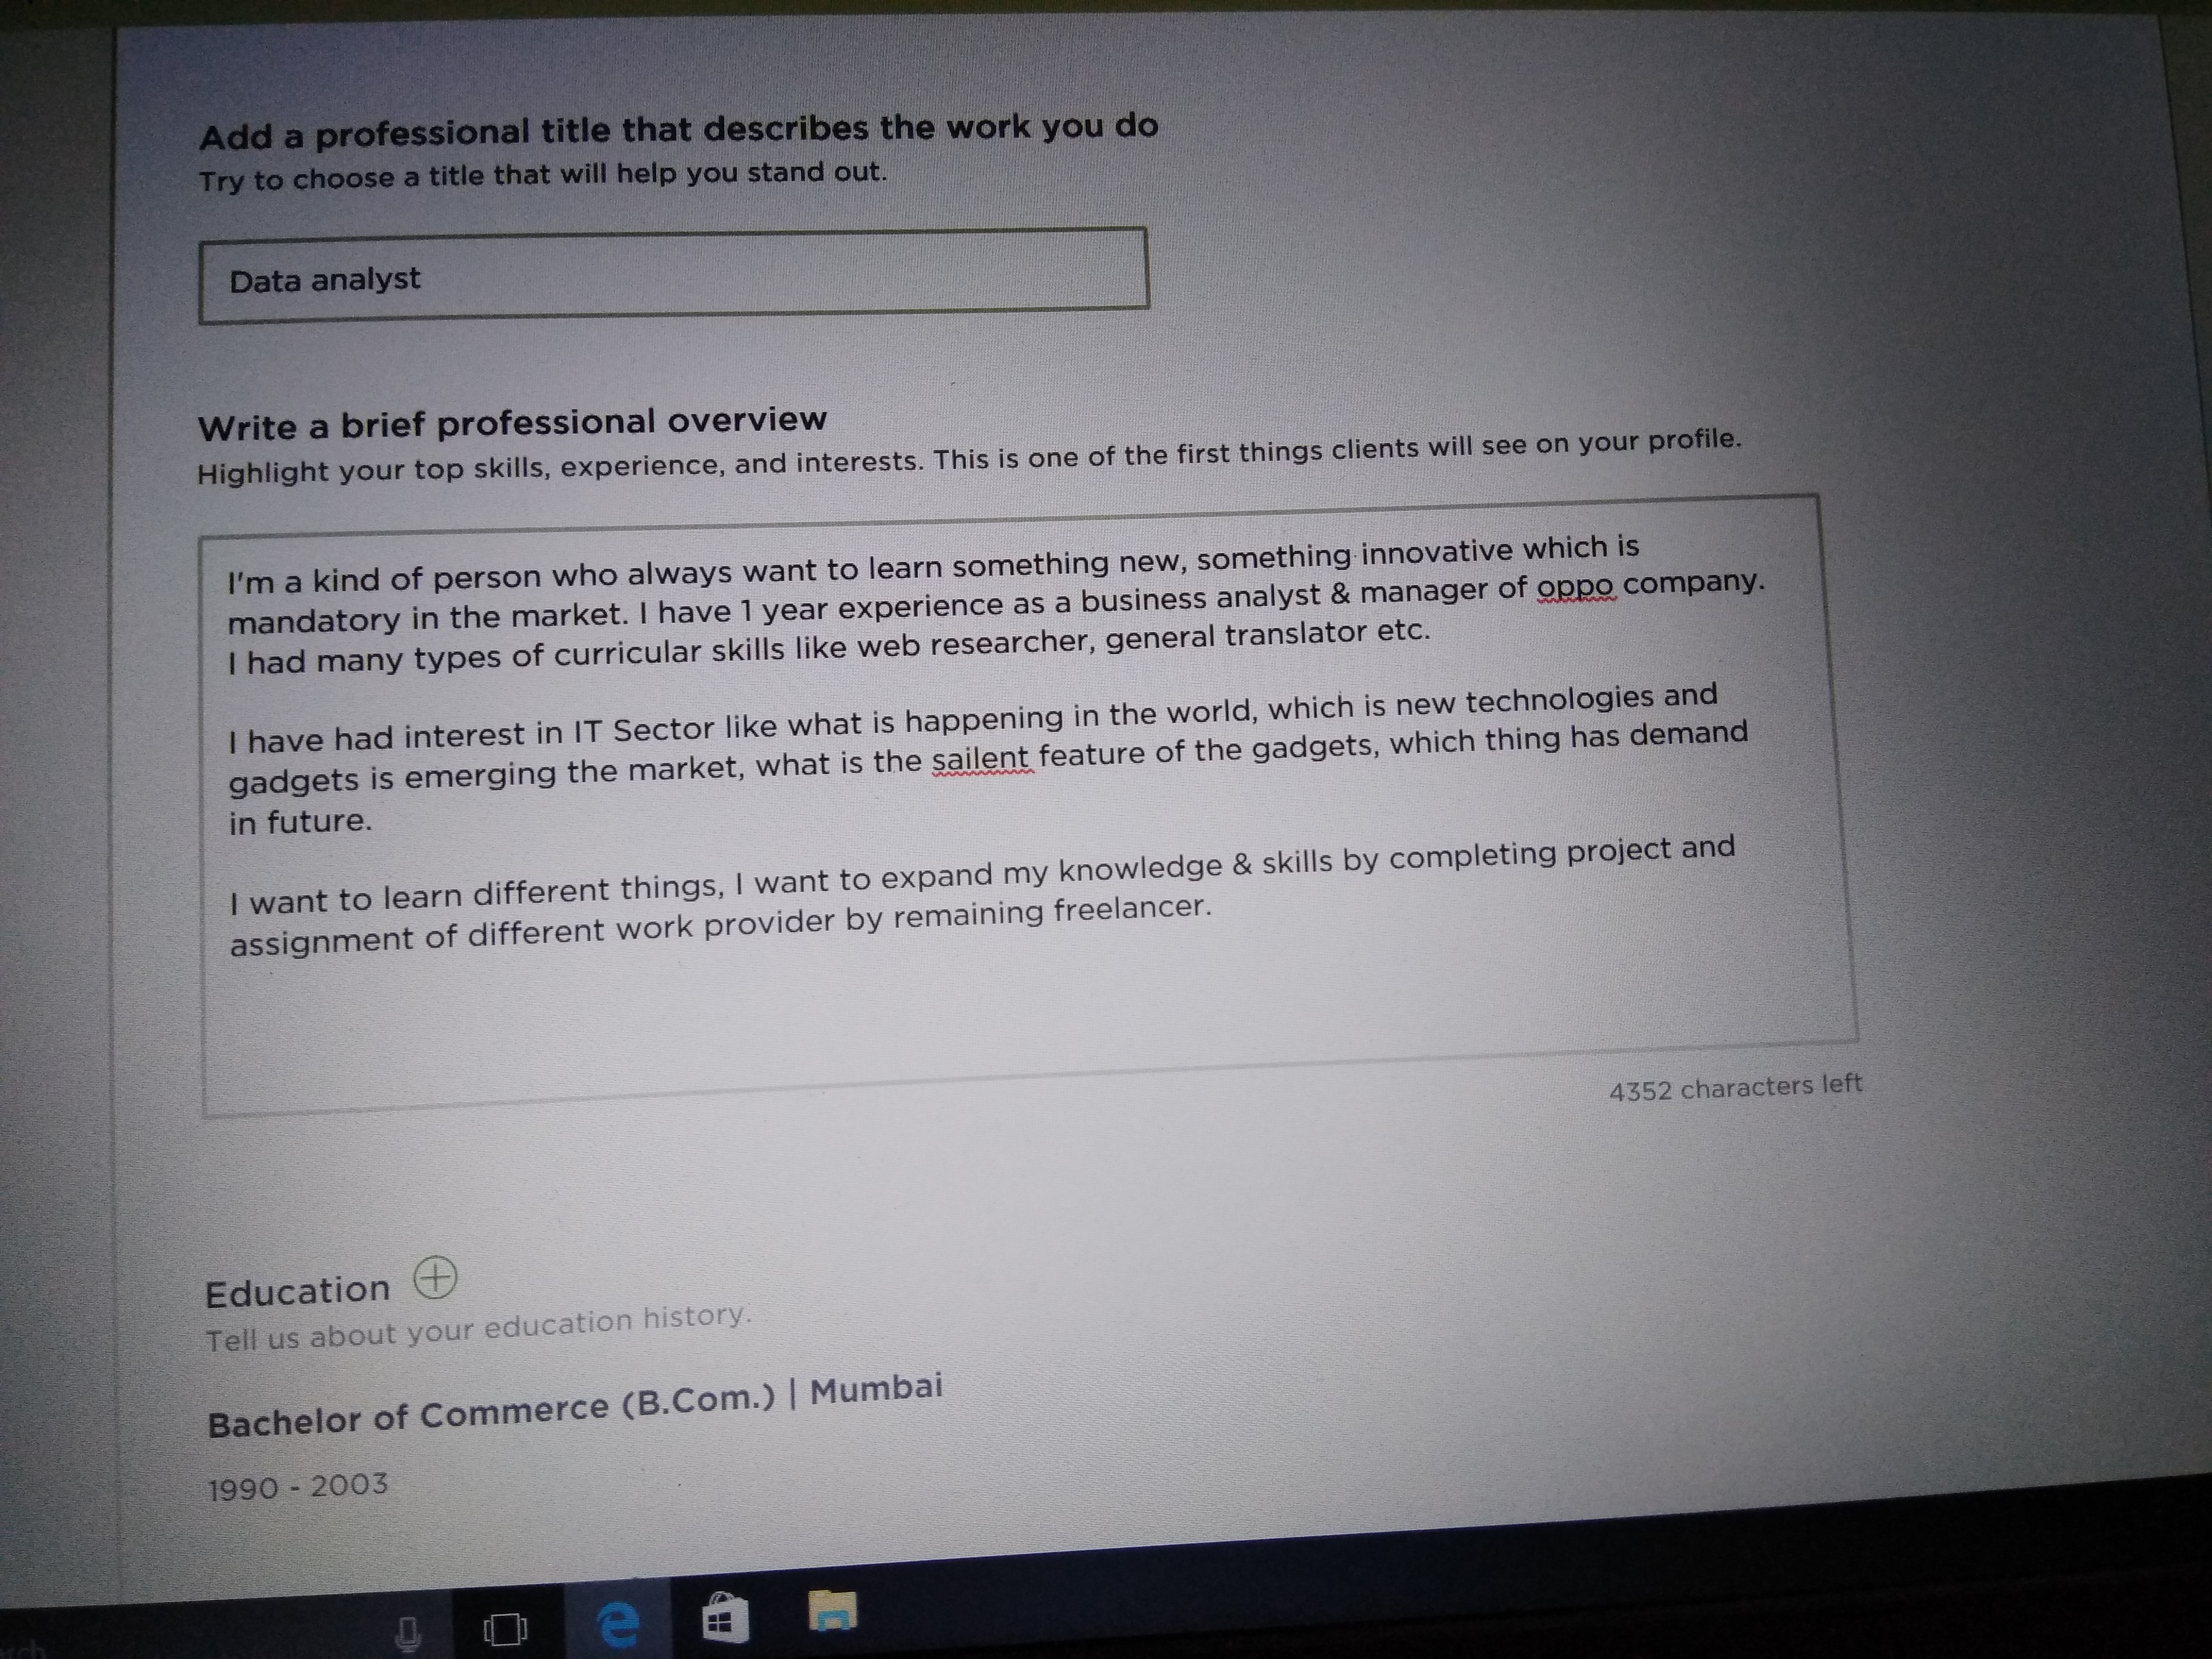 Add a professional title that describes the work you do
Try to choose a title that will help you stand out.
Data analyst
Write a brief professional overview
Highlight your top skills, experience, and interests. This is one of the first things clients will see on your profile.
I'm a kind of person who always want to learn something new, something innovative which is
mandatory in the market. I have 1 year experience as a business analyst & manager of oppo company.
I had many types of curricular skills like web researcher, general translator etc.
I have had interest in IT Sector like what is happening in the world, which is new technologies and
gadgets is emerging the market, what is the sailent feature of the gadgets, which thing has demand
in future.
I want to learn different things, I want to expand my knowledge & skills by completing project and
assignment of different work provider by remaining freelancer.
4352 characters left
Education
Tell us about your education history.
Bachelor of Commerce (B.Com.) | Mumbai
1990 - 2003